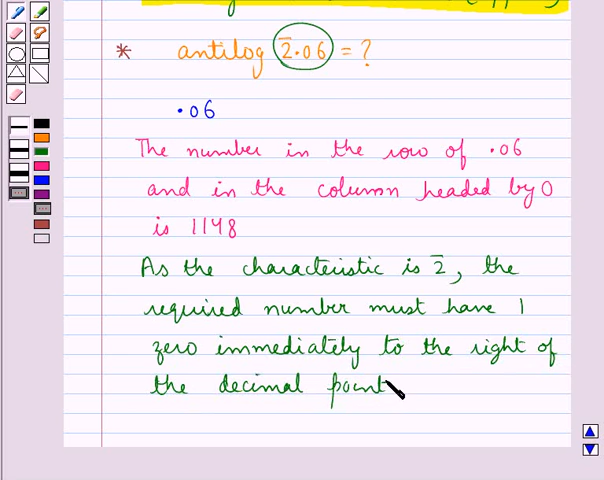 * antilog 2̅·06 = ?
·06
The number in the row of ·06
and in the column headed by 0
is 1148
As the characteristic is 2̅, the
required number must have 1
zero immediately to the right of
the decimal point